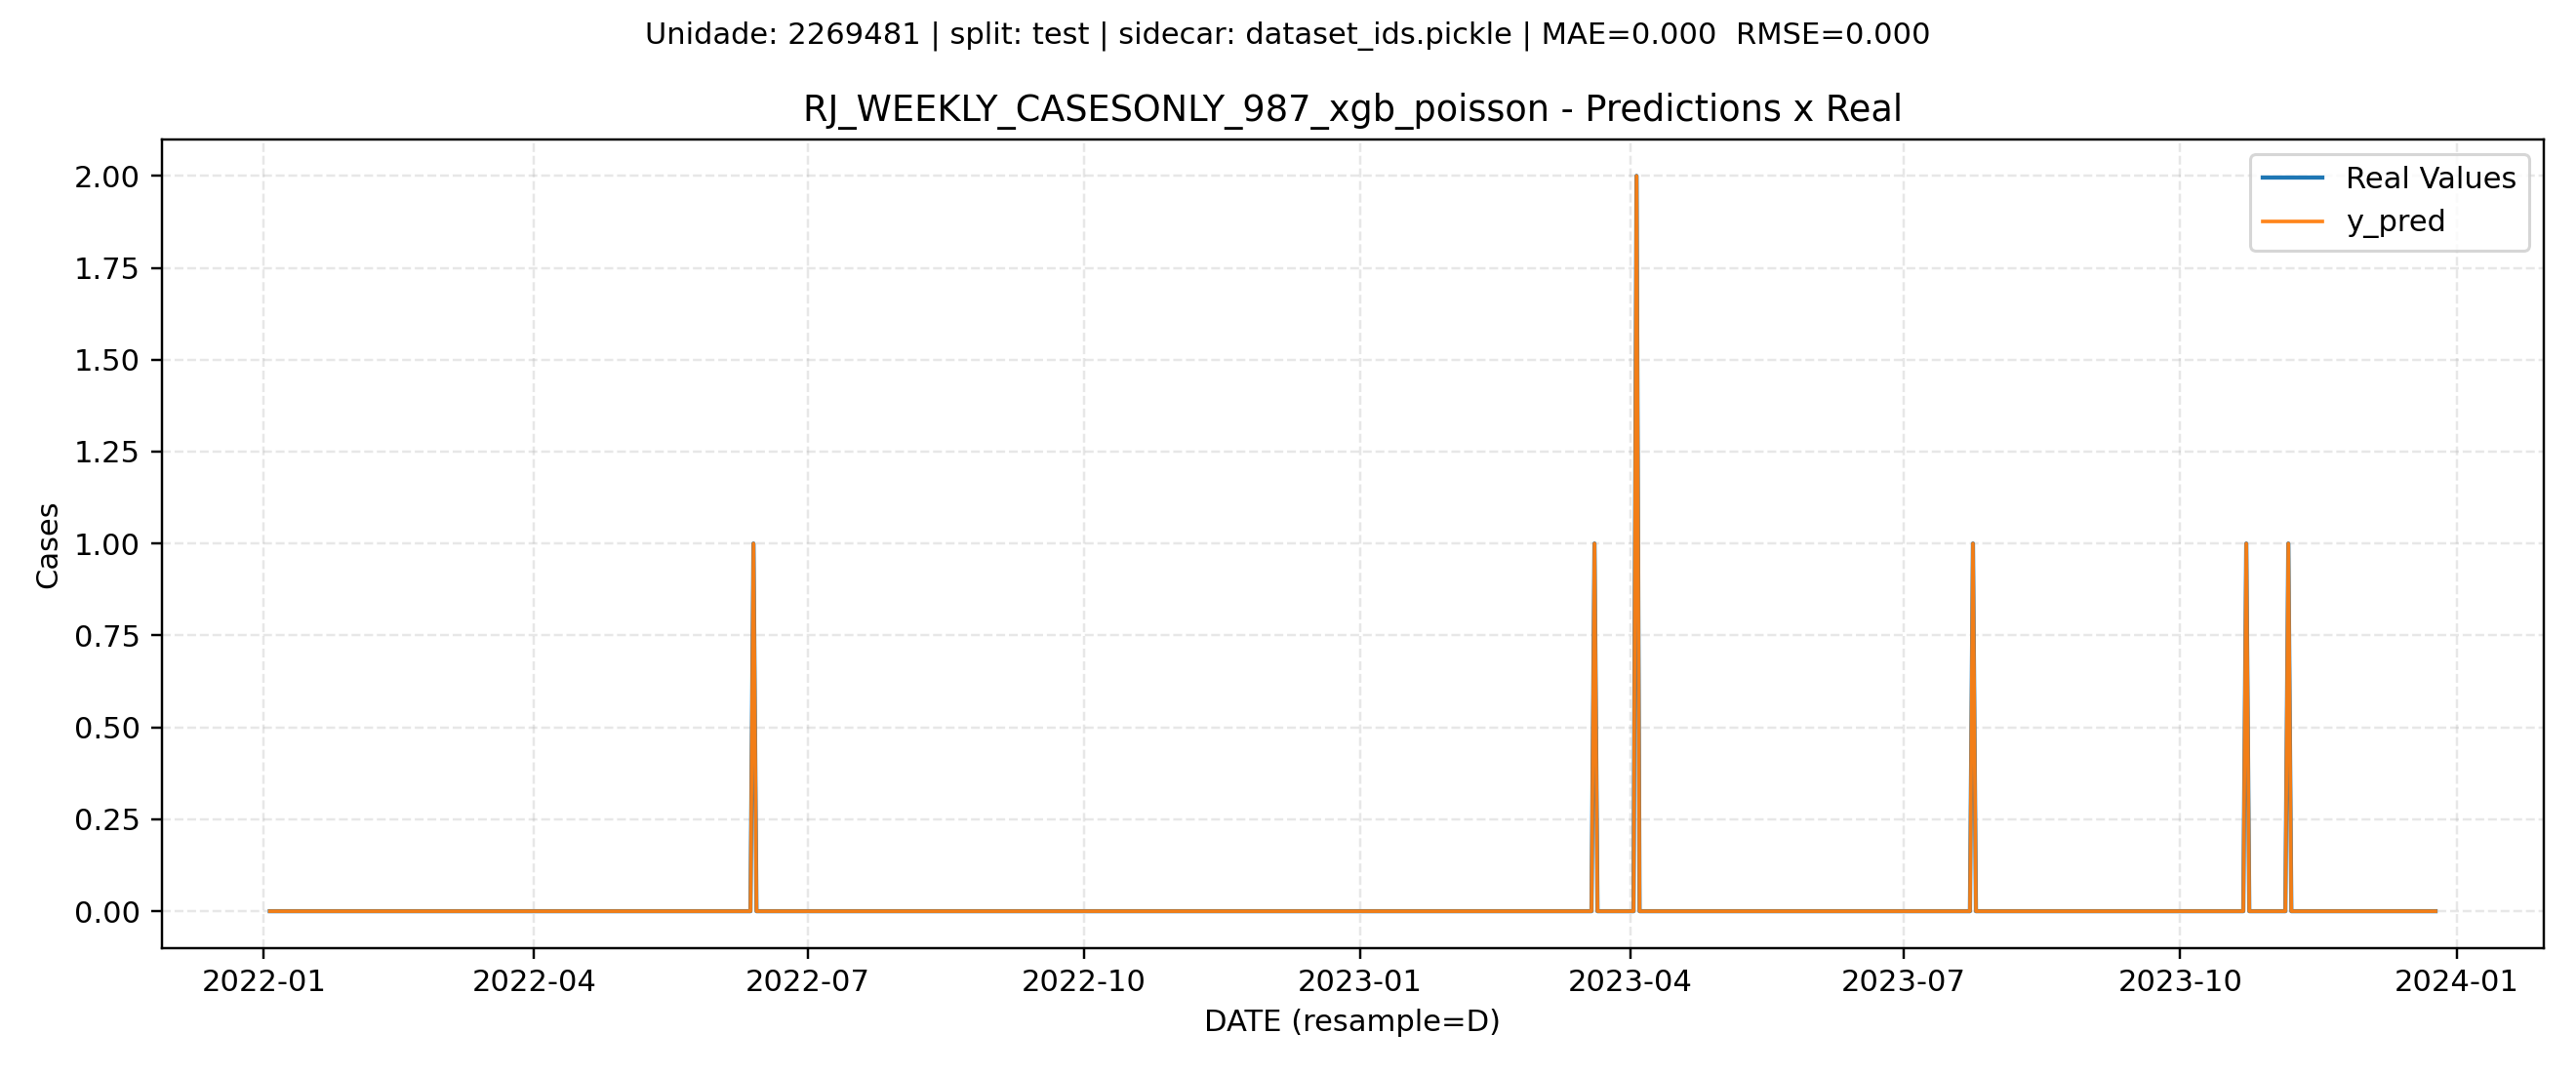 Unidade: 2269481 | split: test | sidecar: dataset_ids.pickle | MAE=0.000  RMSE=0.000
RJ_WEEKLY_CASESONLY_987_xgb_poisson - Predictions x Real
Real Values
y_pred
Cases
2.00
1.75
1.50
1.25
1.00
0.75
0.50
0.25
0.00
2022-01 2022-04 2022-07 2022-10 2023-01 2023-04 2023-07 2023-10 2024-01
DATE (resample=D)